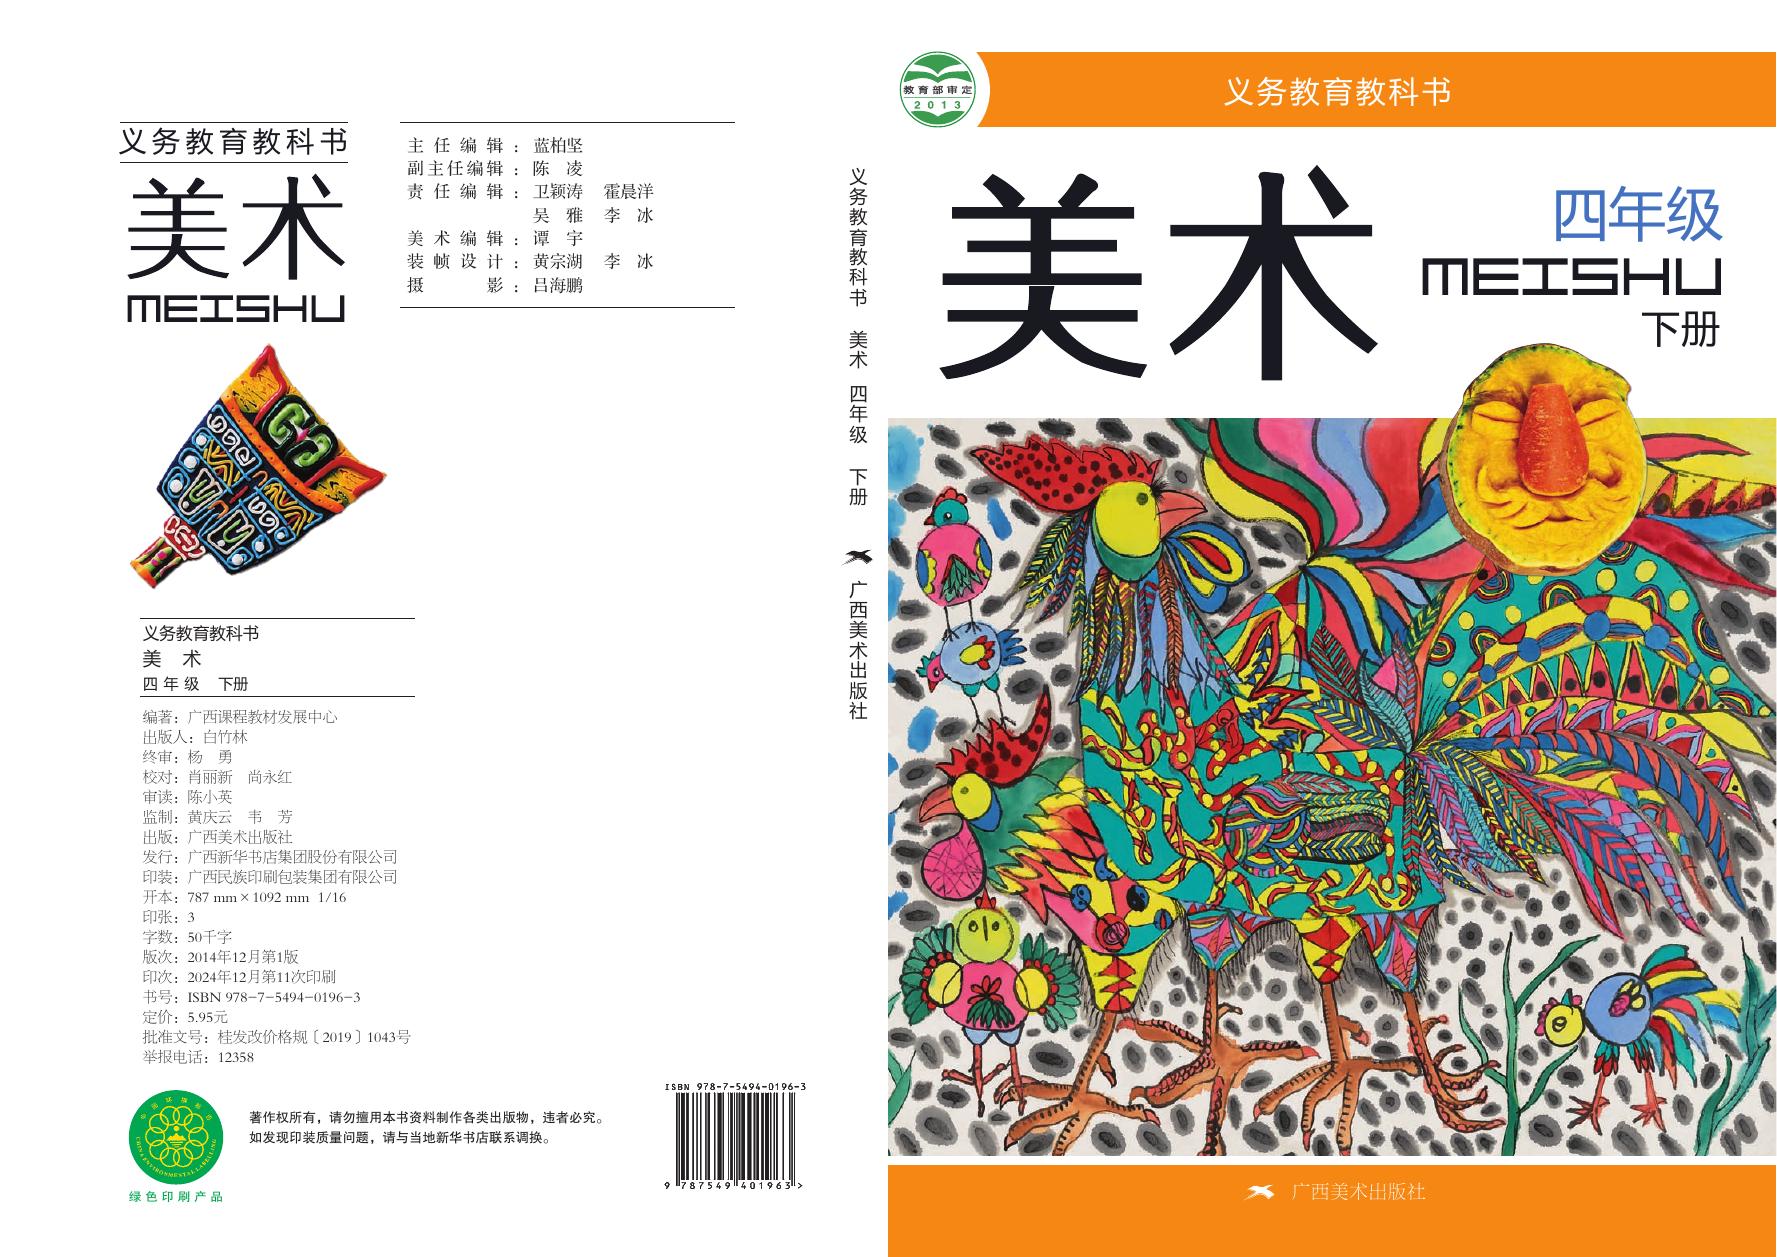 义务教育教科书
美术
MEISHU
主任编辑：蓝柏坚
副主任编辑：陈 凌
责任编辑：卫颖涛 霍晨洋
吴 雅 李 冰
美术编辑：谭 宇
装帧设计：黄宗湖 李 冰
摄 影：吕海鹏
义务教育教科书
美 术
四年级 下册
编著：广西课程教材发展中心
出版人：白竹林
终审：杨 勇
校对：肖丽新 尚永红
审读：陈小英
监制：黄庆云 韦 芳
出版：广西美术出版社
发行：广西新华书店集团股份有限公司
印装：广西民族印刷包装集团有限公司
开本：787 mm×1092 mm 1/16
印张：3
字数：50千字
版次：2014年12月第1版
印次：2024年12月第11次印刷
书号：ISBN 978-7-5494-0196-3
定价：5.95元
批准文号：桂发改价格规〔2019〕1043号
举报电话：12358
中国环境标志
CHINA ENVIRONMENTAL LABELLING
绿色印刷产品
著作权所有，请勿擅用本书资料制作各类出版物，违者必究。
如发现印装质量问题，请与当地新华书店联系调换。
ISBN 978-7-5494-0196-3
9 787549 401963 >
义务教育教科书 美术 四年级 下册 广西美术出版社
教育部审定
2013
义务教育教科书
美术
四年级
MEISHU
下册
广西美术出版社